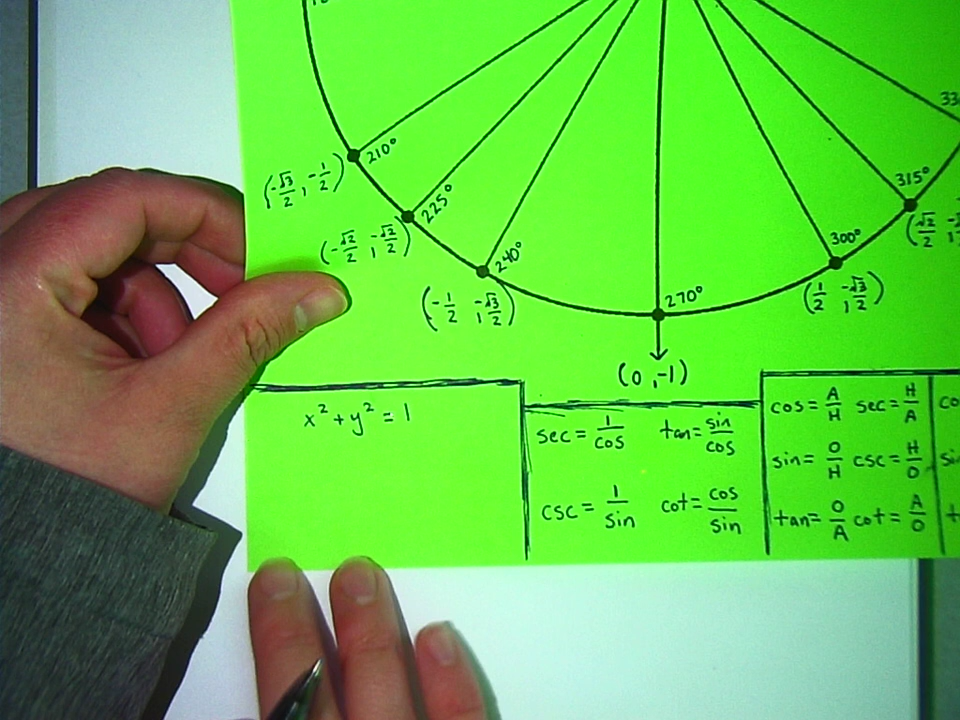 210°
(-√3/2, -1/2)
225°
(-√2/2, -√2/2)
240°
(-1/2, -√3/2)
270°
(0,-1)
300°
(1/2, -√3/2)
315°
x² + y² = 1
sec = 1/cos tan = sin/cos
csc = 1/sin cot = cos/sin
cos = A/H sec = H/A
sin = O/H csc = H/O
tan = O/A cot = A/O